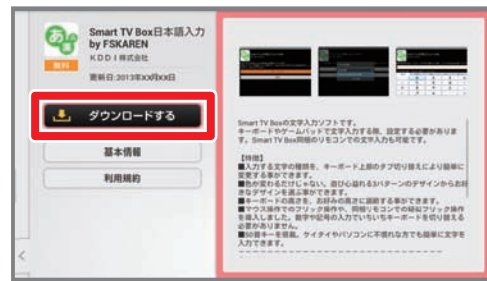 Smart TV Box日本語入力
by FSKAREN
KDDI株式会社
無料
更新日:2013年xx月xx日
ダウンロードする
基本情報
利用規約
Smart TV Boxの文字入力ソフトです。
キーボードやゲームパッドで文字入力する際、設定する必要がありま
す。Smart TV Box同梱のリモコンでの文字入力も可能です。
【特徴】
■入力する文字の種類を、キーボード上部のタブ切り替えにより簡単に
変更する事ができます。
■色が変わるだけじゃない。遊び心溢れる3パターンのデザインからお好
きなデザインを選ぶ事ができます。
■キーボードの高さを、お好みの高さに調節する事ができます。
■マウス操作でのフリック操作や、同梱リモコンでの疑似フリック操作
を導入しました。数字や記号の入力でいちいちキーボードを切り替える
必要がありません。
■50音キーを搭載。ケイタイやパソコンに不慣れな方でも簡単に文字を
入力できます。